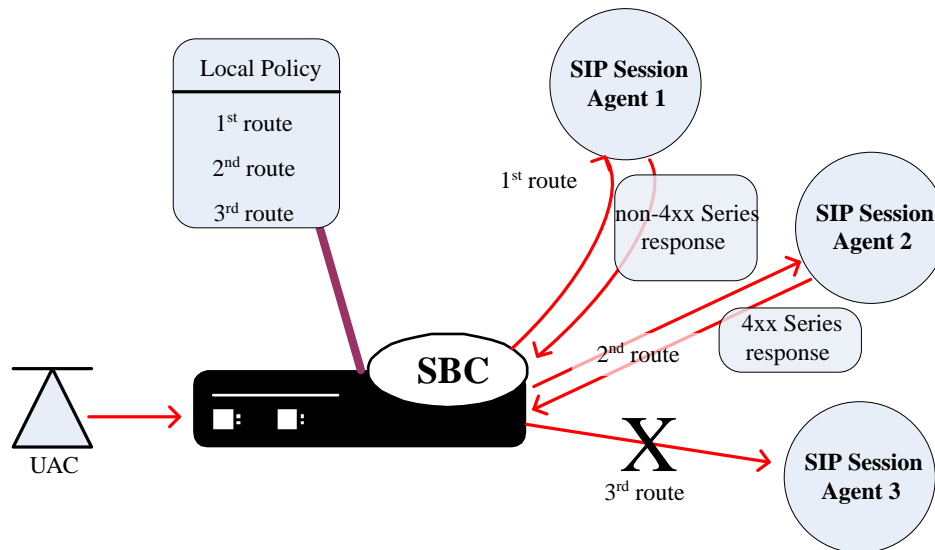 Local Policy
1st route
2nd route
3rd route
SIP Session
Agent 1
1st route
non-4xx Series
response
SIP Session
Agent 2
4xx Series
response
2nd route
SBC
UAC
X
3rd route
SIP Session
Agent 3